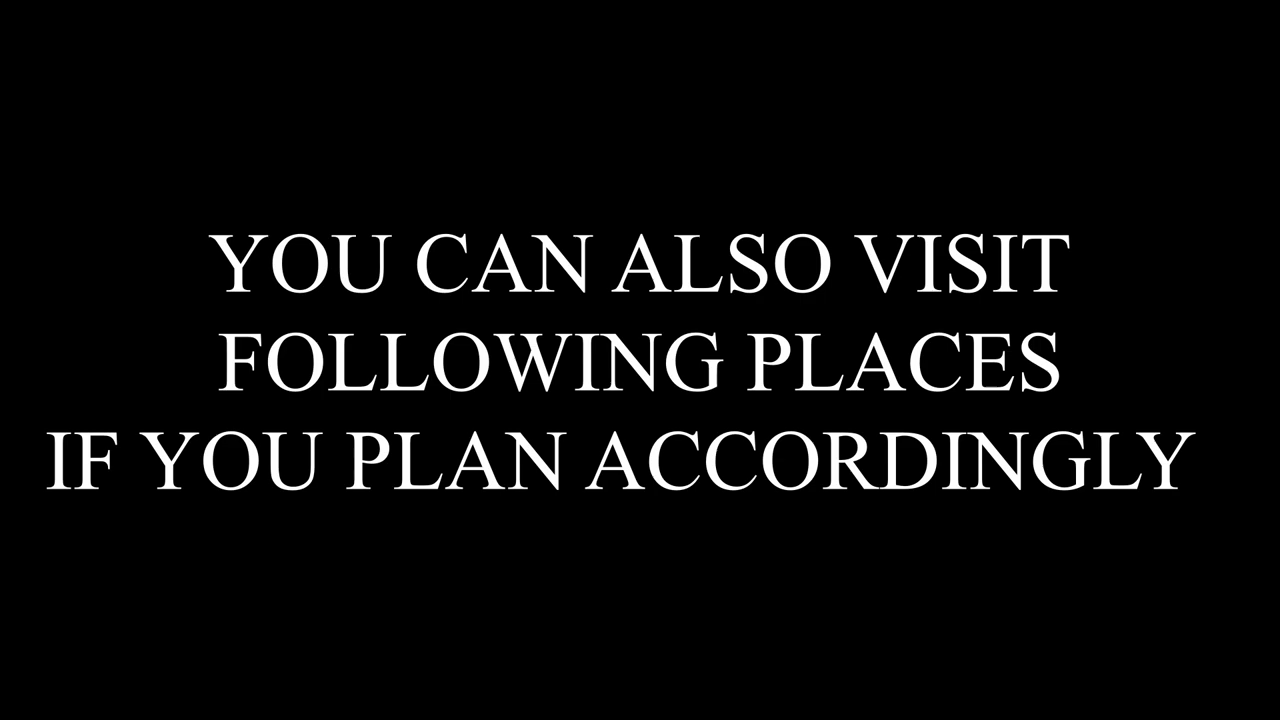 YOU CAN ALSO VISIT
FOLLOWING PLACES
IF YOU PLAN ACCORDINGLY